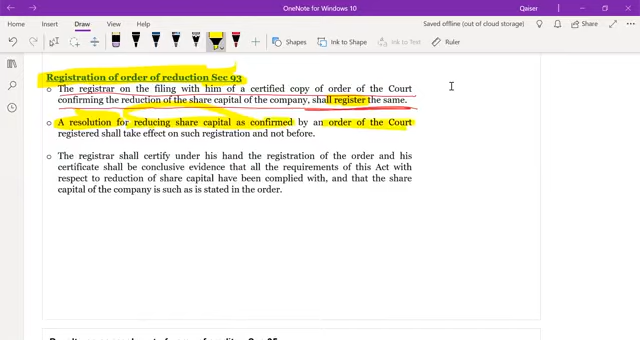 OneNote for Windows 10
Saved offline (out of cloud storage)
Qaiser
Home Insert Draw View Help
Shapes
Ink to Shape
Ink to Text
Ruler
Registration of order of reduction Sec 93
o The registrar on the filing with him of a certified copy of order of the Court
confirming the reduction of the share capital of the company, shall register the same.
o A resolution for reducing share capital as confirmed by an order of the Court
registered shall take effect on such registration and not before.
o The registrar shall certify under his hand the registration of the order and his
certificate shall be conclusive evidence that all the requirements of this Act with
respect to reduction of share capital have been complied with, and that the share
capital of the company is such as is stated in the order.